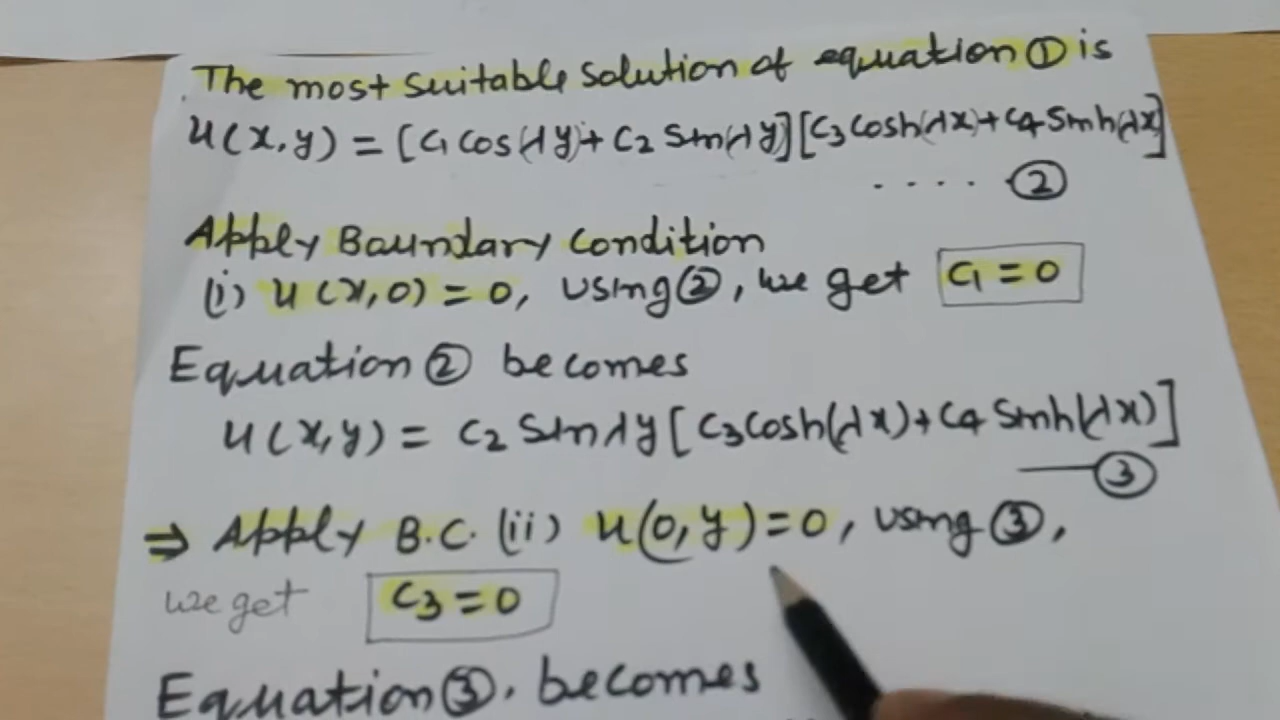 The most suitable solution of equation ① is
u(x,y) = [C1 Cos(λy)+ C2 Sin(λy)][C3 Cosh(λx)+C4 Sinh(λx]
.... ②
Apply Boundary Condition
(i) u(x,0) = 0, using ②, we get C1 = 0
Equation ② becomes
u(x,y) = C2 Sinλy[C3 Cosh(λx)+C4 Sinh(λx)]
— ③
⇒ Apply B.C. (ii) u(0,y)=0, using ③,
we get C3 = 0
Equation ③, becomes